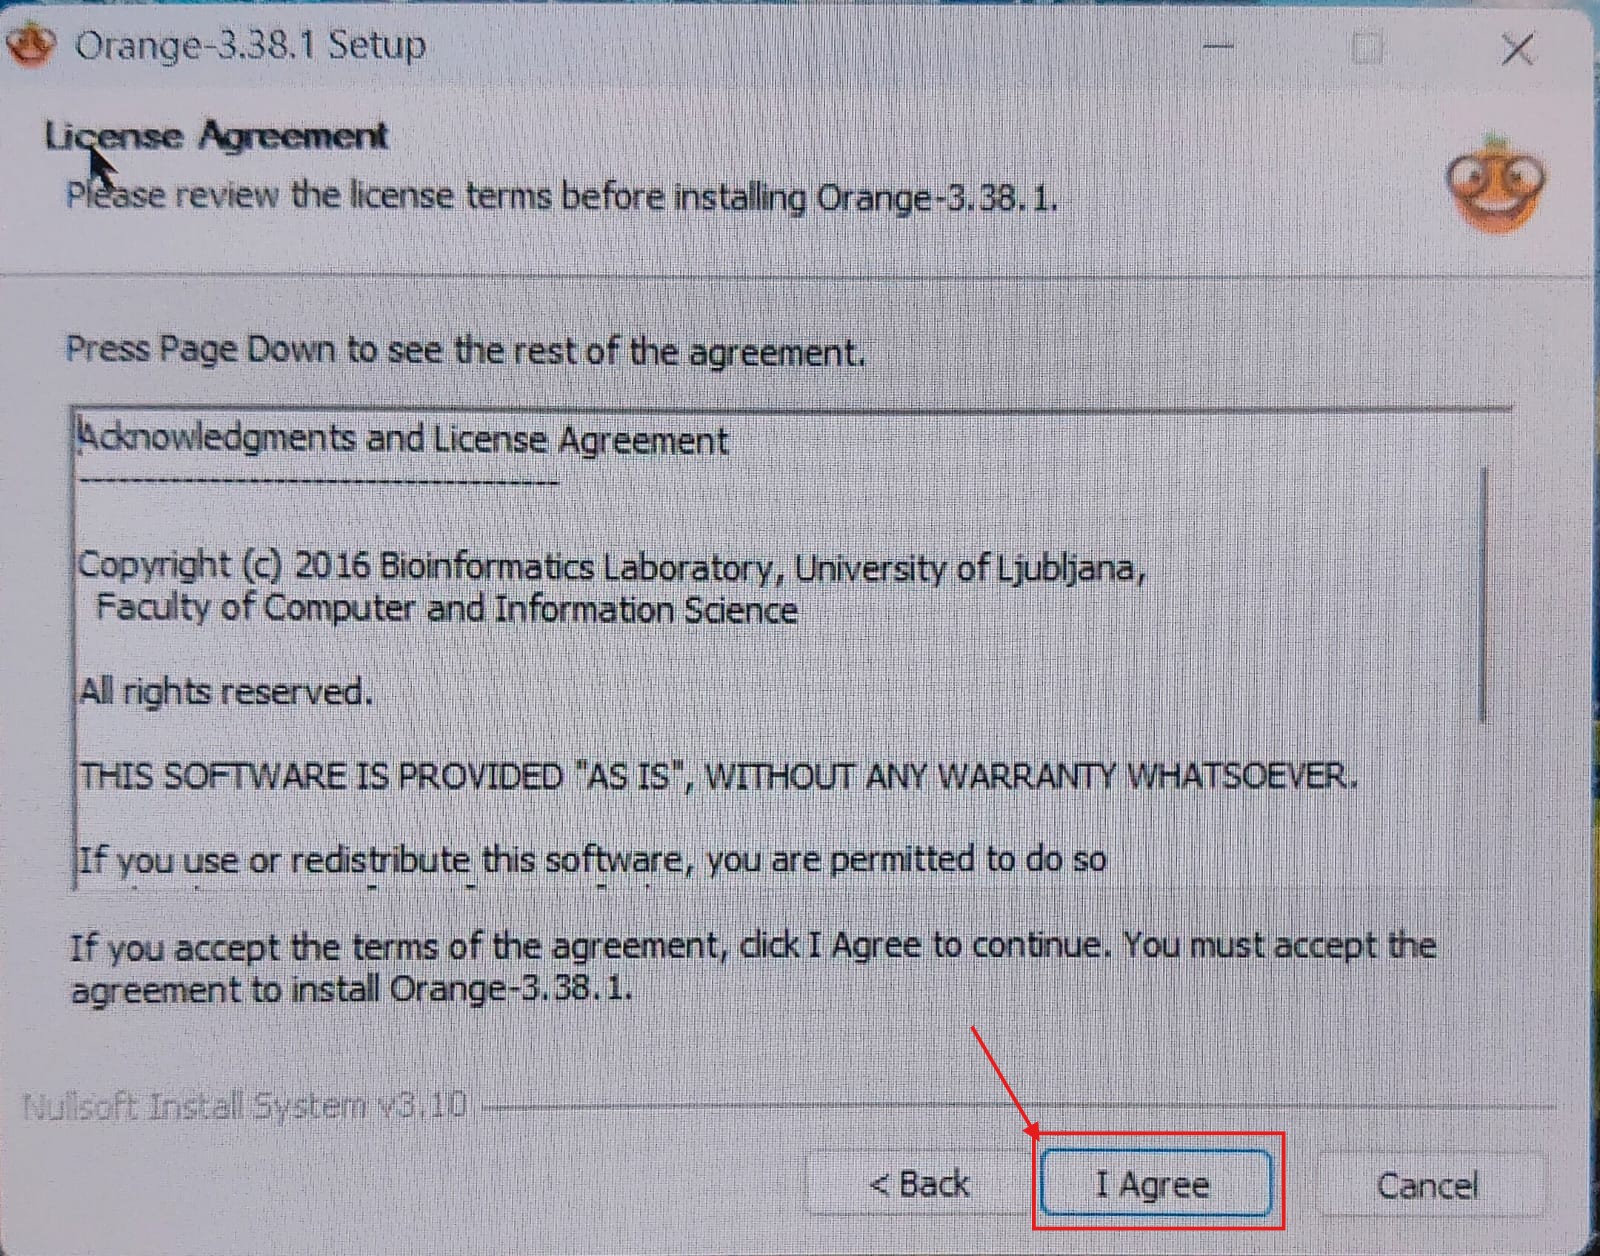 Orange-3.38.1 Setup
License Agreement
Please review the license terms before installing Orange-3.38.1.
Press Page Down to see the rest of the agreement.
Acknowledgments and License Agreement
----------------------------------
Copyright (c) 2016 Bioinformatics Laboratory, University of Ljubljana,
Faculty of Computer and Information Science
All rights reserved.
THIS SOFTWARE IS PROVIDED "AS IS", WITHOUT ANY WARRANTY WHATSOEVER.
If you use or redistribute this software, you are permitted to do so
If you accept the terms of the agreement, click I Agree to continue. You must accept the
agreement to install Orange-3.38.1.
Nullsoft Install System v3.10
< Back
I Agree
Cancel